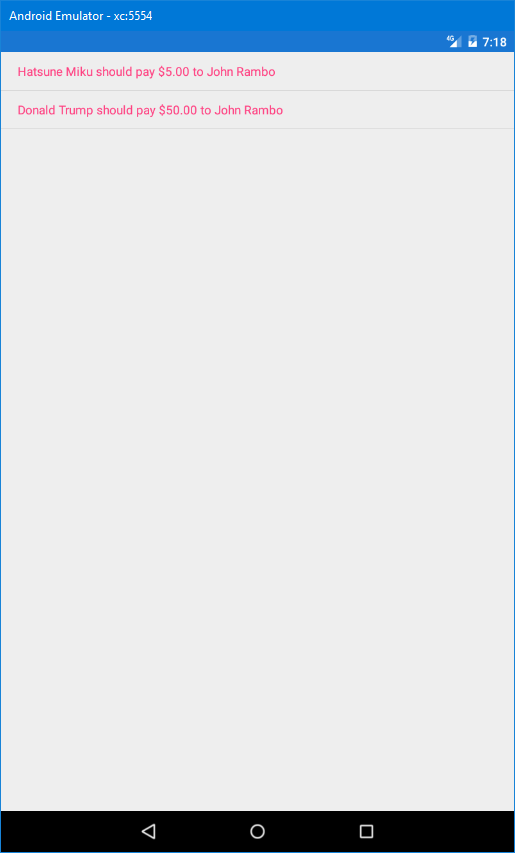 Android Emulator - xc:5554
4G 7:18
Hatsune Miku should pay $5.00 to John Rambo
Donald Trump should pay $50.00 to John Rambo